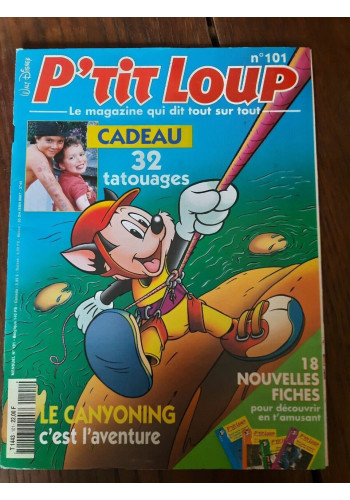 WALT DISNEY
P'TIT LOUP
n°101
Le magazine qui dit tout sur tout
CADEAU
32
tatouages
18
NOUVELLES
FICHES
pour découvrir
en t'amusant
LE CANYONING
c'est l'aventure